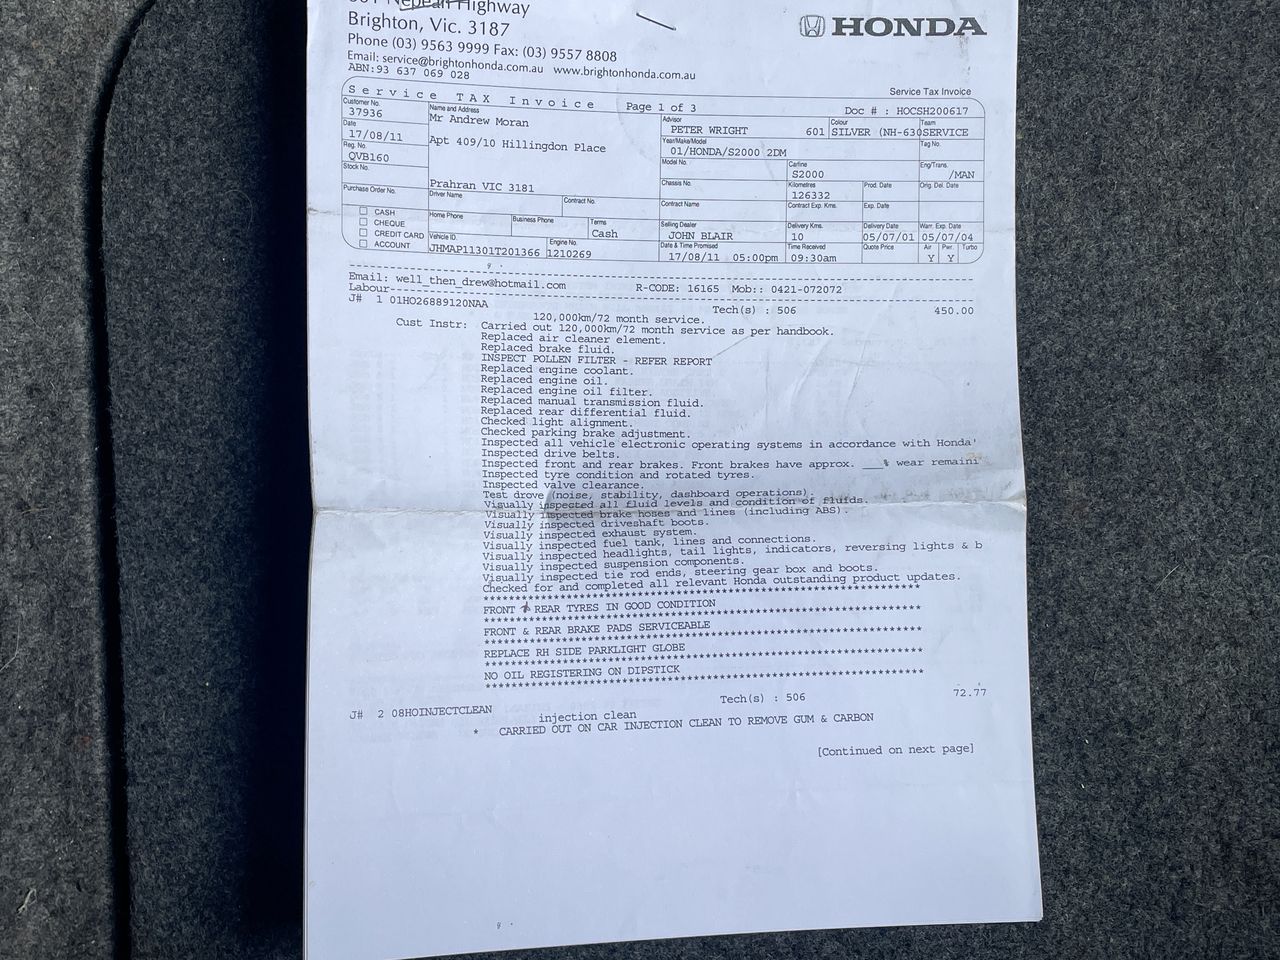 Nepean Highway
Brighton, Vic. 3187
Phone (03) 9563 9999 Fax: (03) 9557 8808
Email: service@brightonhonda.com.au www.brightonhonda.com.au
ABN:93 637 069 028
HONDA
Service Tax Invoice
Service TAX Invoice Page 1 of 3 Doc # : HOCSH200617
Customer No. 37936
Name and Address
Mr Andrew Moran
Apt 409/10 Hillingdon Place
Prahran VIC 3181
Date 17/08/11
Reg. No. QVB160
Stock No.
Purchase Order No.
Advisor PETER WRIGHT 601
Colour SILVER (NH-630
Team SERVICE
Year/Make/Model 01/HONDA/S2000 2DM
Tag No.
Model No.
Carline S2000
Eng/Trans. /MAN
Chassis No.
Kilometres 126332
Prod. Date
Orig. Del. Date
Driver Name
Contract No.
Contract Name
Contract Exp. Kms.
Exp. Date
CASH
CHEQUE
CREDIT CARD
ACCOUNT
Home Phone
Business Phone
Terms Cash
Selling Dealer JOHN BLAIR
Delivery Kms. 10
Delivery Date 05/07/01
Warr. Exp. Date 05/07/04
Vehicle ID. JHMAP11301T201366
Engine No. 1210269
Date & Time Promised 17/08/11 05:00pm
Time Received 09:30am
Quote Price
Air Y
Pwr. Y
Turbo
Email: well_then_drew@hotmail.com R-CODE: 16165 Mob:: 0421-072072
Labour
J# 1 01HO26889120NAA Tech(s) : 506 450.00
120,000km/72 month service.
Cust Instr: Carried out 120,000km/72 month service as per handbook.
Replaced air cleaner element.
Replaced brake fluid.
INSPECT POLLEN FILTER - REFER REPORT
Replaced engine coolant.
Replaced engine oil.
Replaced engine oil filter.
Replaced manual transmission fluid.
Replaced rear differential fluid.
Checked light alignment.
Checked parking brake adjustment.
Inspected all vehicle electronic operating systems in accordance with Honda'
Inspected drive belts.
Inspected front and rear brakes. Front brakes have approx. ___% wear remaini
Inspected tyre condition and rotated tyres.
Inspected valve clearance.
Test drove (noise, stability, dashboard operations).
Visually inspected all fluid levels and condition of fluids.
Visually inspected brake hoses and lines (including ABS).
Visually inspected driveshaft boots.
Visually inspected exhaust system.
Visually inspected fuel tank, lines and connections.
Visually inspected headlights, tail lights, indicators, reversing lights & b
Visually inspected suspension components.
Visually inspected tie rod ends, steering gear box and boots.
Checked for and completed all relevant Honda outstanding product updates.
FRONT & REAR TYRES IN GOOD CONDITION
FRONT & REAR BRAKE PADS SERVICEABLE
REPLACE RH SIDE PARKLIGHT GLOBE
NO OIL REGISTERING ON DIPSTICK
J# 2 08HOINJECTCLEAN Tech(s) : 506 72.77
injection clean
* CARRIED OUT ON CAR INJECTION CLEAN TO REMOVE GUM & CARBON
[Continued on next page]